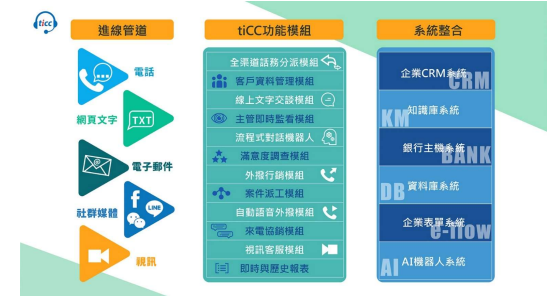 ticc
進線管道
電話
網頁文字
TXT
電子郵件
社群媒體
f
LINE
視訊
tiCC功能模組
全渠道話務分派模組
客戶資料管理模組
線上文字交談模組
主管即時監看模組
流程式對話機器人
滿意度調查模組
外撥行銷模組
案件派工模組
自動語音外撥模組
來電協銷模組
視訊客服模組
即時與歷史報表
系統整合
企業CRM系統
CRM
知識庫系統
KM
銀行主機系統
BANK
資料庫系統
DB
企業表單系統
e-flow
AI機器人系統
AI